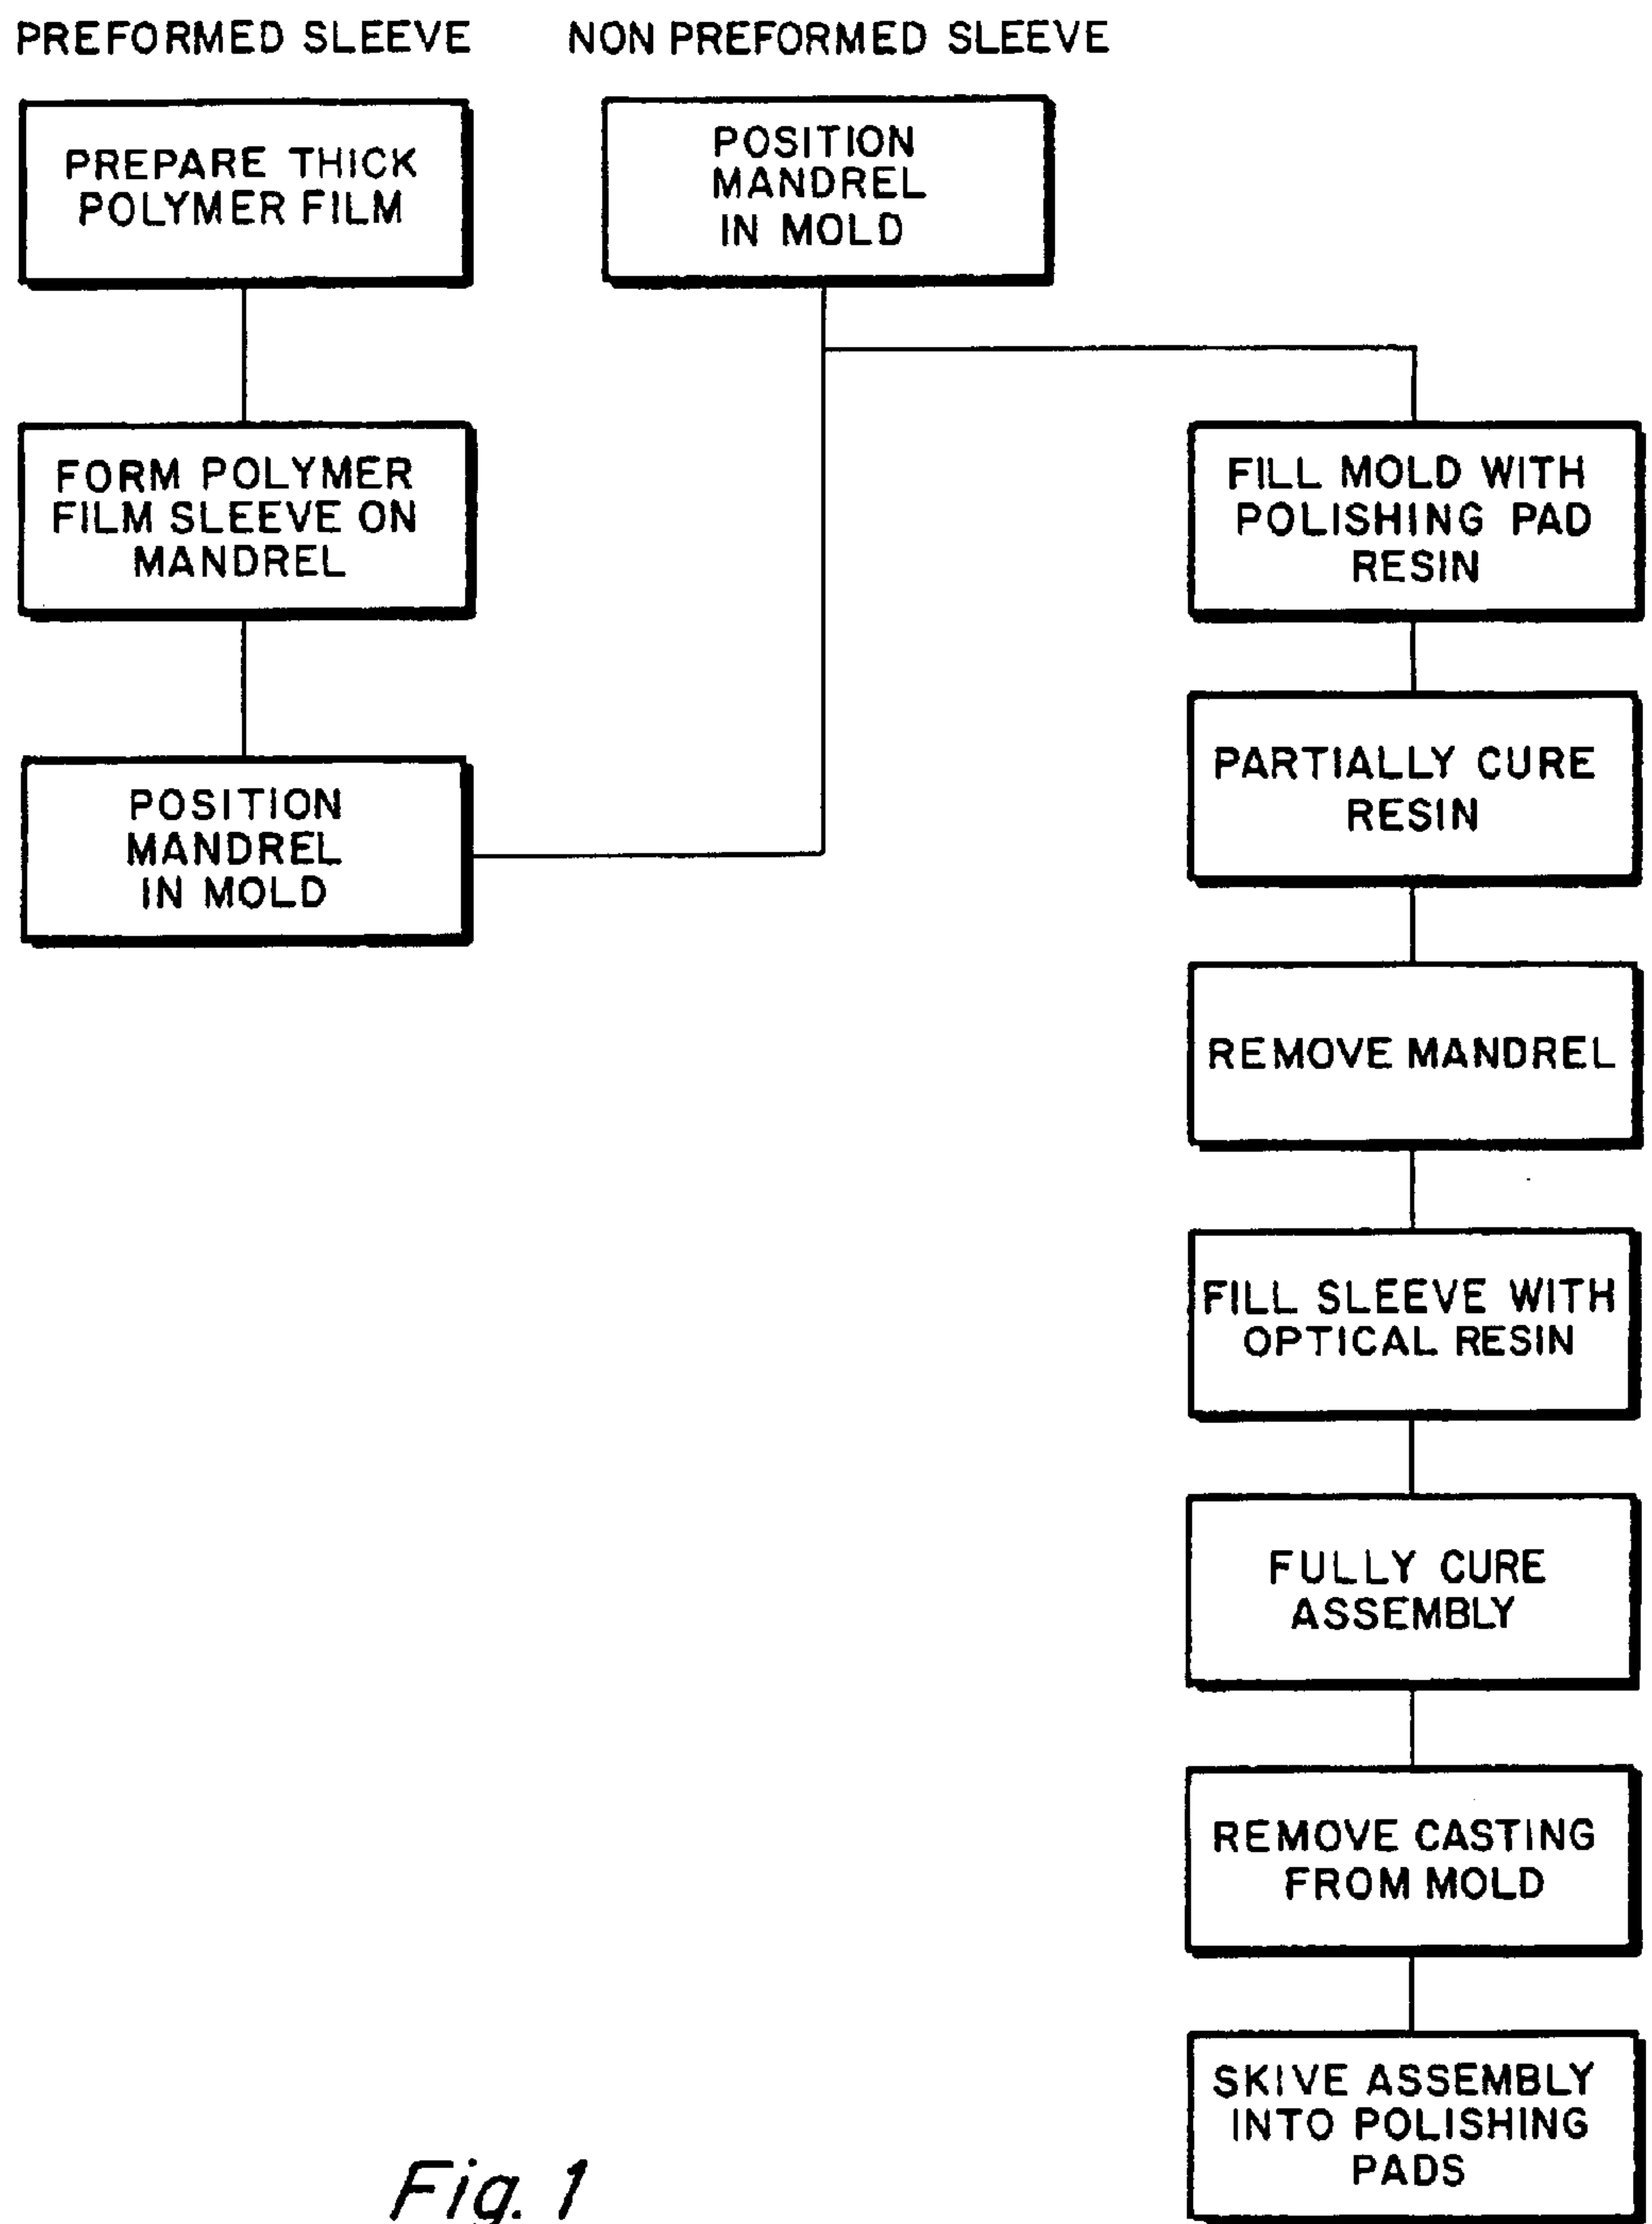 PREFORMED SLEEVE
NON PREFORMED SLEEVE
PREPARE THICK
POLYMER FILM
FORM POLYMER
FILM SLEEVE ON
MANDREL
POSITION
MANDREL
IN MOLD
POSITION
MANDREL
IN MOLD
FILL MOLD WITH
POLISHING PAD
RESIN
PARTIALLY CURE
RESIN
REMOVE MANDREL
FILL SLEEVE WITH
OPTICAL RESIN
FULLY CURE
ASSEMBLY
REMOVE CASTING
FROM MOLD
SKIVE ASSEMBLY
INTO POLISHING
PADS
Fig. 1